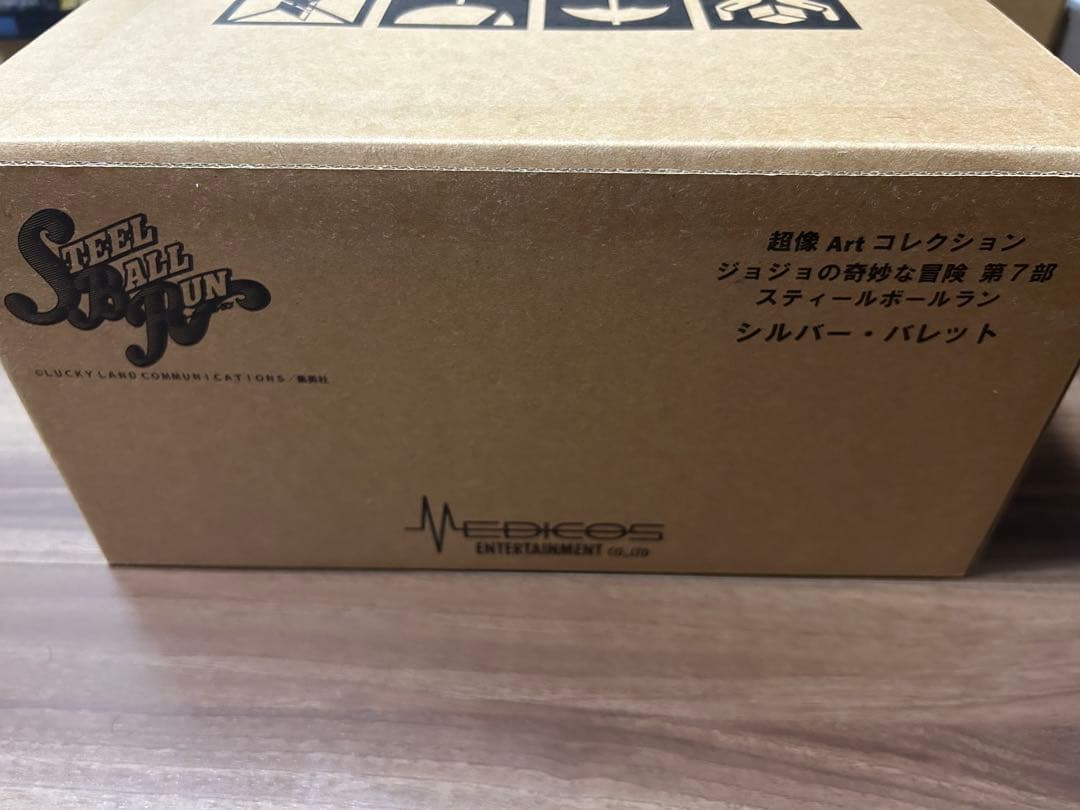 STEEL
BALL
RUN
©LUCKY LAND COMMUNICATIONS／集英社
超像 Art コレクション
ジョジョの奇妙な冒険 第７部
スティールボールラン
シルバー・バレット
MEDICOS
ENTERTAINMENT CO.,LTD